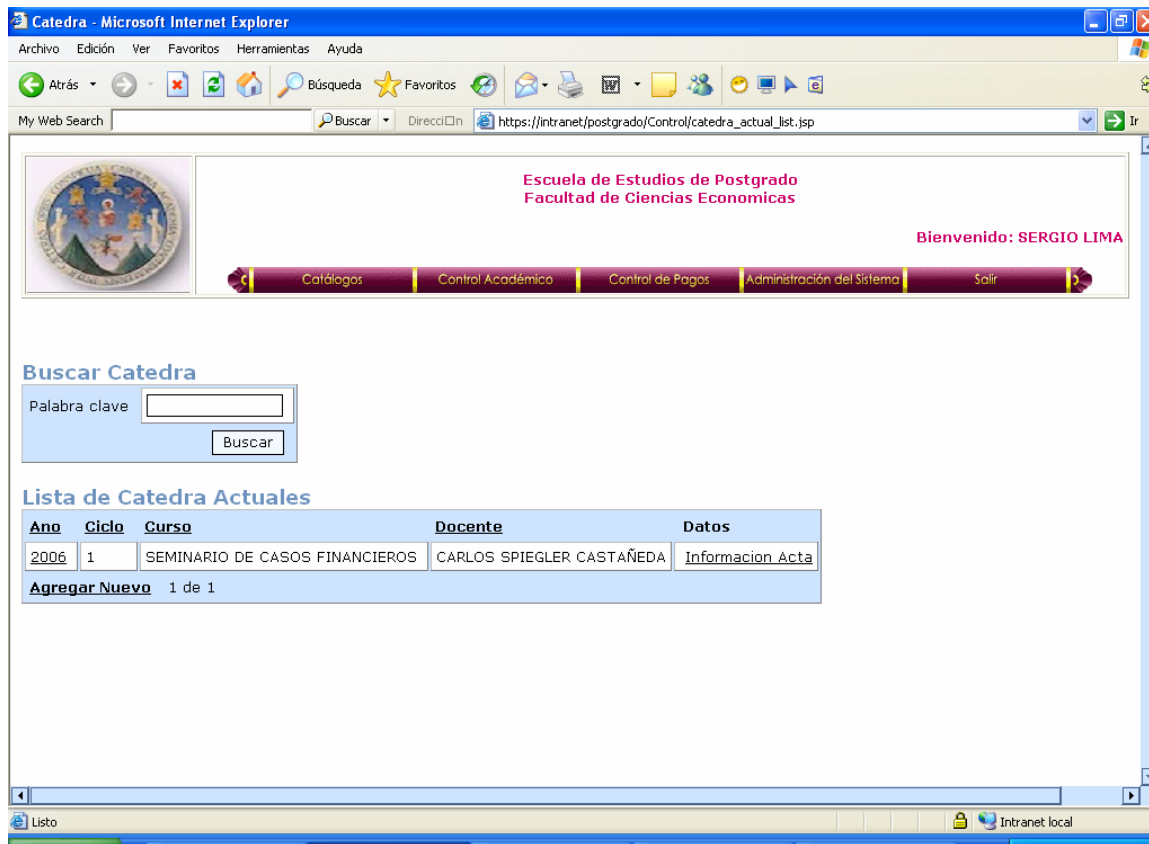 Catedra - Microsoft Internet Explorer
Archivo Edición Ver Favoritos Herramientas Ayuda
Atrás Búsqueda Favoritos
My Web Search Buscar Direcci□n https://intranet/postgrado/Control/catedra_actual_list.jsp Ir
Escuela de Estudios de Postgrado
Facultad de Ciencias Economicas
Bienvenido: SERGIO LIMA
Catálogos Control Académico Control de Pagos Administración del Sistema Salir
Buscar Catedra
Palabra clave
Buscar
Lista de Catedra Actuales
Ano Ciclo Curso Docente Datos
2006 1 SEMINARIO DE CASOS FINANCIEROS CARLOS SPIEGLER CASTAÑEDA Informacion Acta
Agregar Nuevo 1 de 1
Listo Intranet local